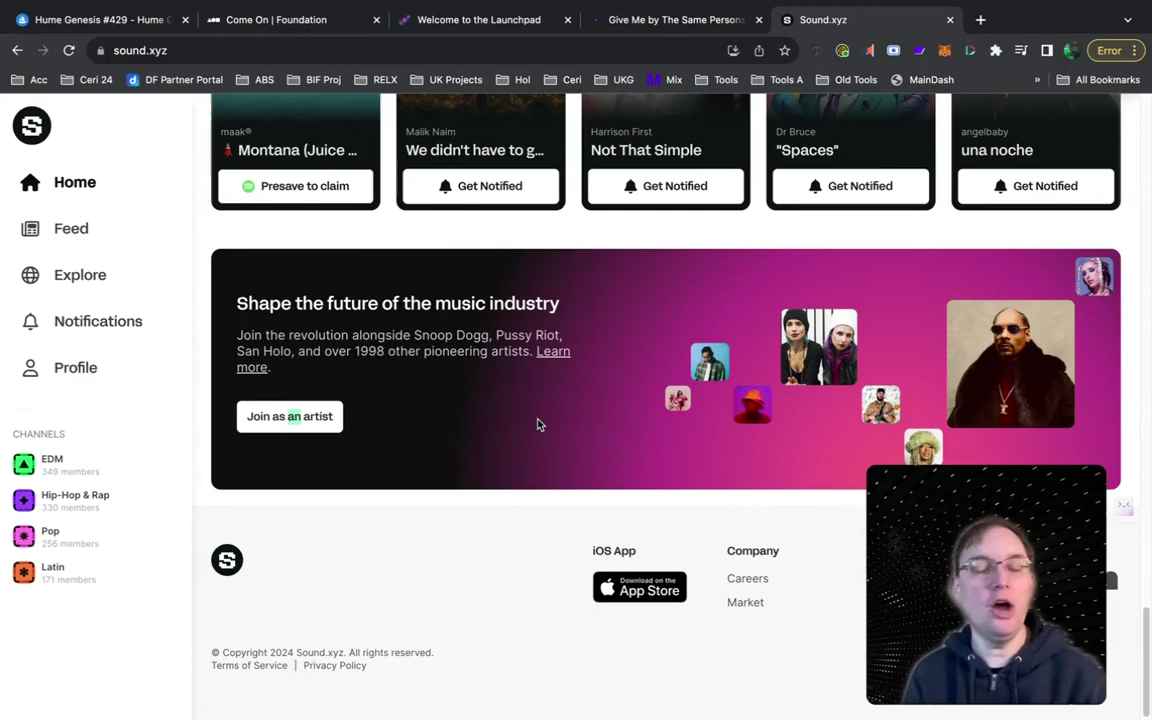 Hume Genesis #429 - Hume G
Come On | Foundation
Welcome to the Launchpad
Give Me by The Same Persons
Sound.xyz
sound.xyz
Error
Acc
Ceri 24
DF Partner Portal
ABS
BIF Proj
RELX
UK Projects
Hol
Ceri
UKG
Mix
Tools
Tools A
Old Tools
MainDash
»
All Bookmarks
Home
Feed
Explore
Notifications
Profile
CHANNELS
EDM
349 members
Hip-Hop & Rap
330 members
Pop
256 members
Latin
171 members
maak®
Montana (Juice ...
Presave to claim
Malik Naim
We didn't have to g...
Get Notified
Harrison First
Not That Simple
Get Notified
Dr Bruce
"Spaces"
Get Notified
angelbaby
una noche
Get Notified
Shape the future of the music industry
Join the revolution alongside Snoop Dogg, Pussy Riot,
San Holo, and over 1998 other pioneering artists. Learn
more.
Join as an artist
iOS App
Download on the
App Store
Company
Careers
Market
© Copyright 2024 Sound.xyz. All rights reserved.
Terms of Service | Privacy Policy